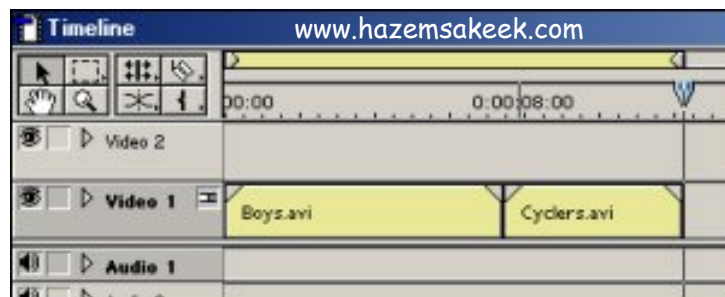 Timeline
www.hazemsakeek.com
00:00
0:00:08:00
Video 2
Video 1
Boys.avi
Cyclers.avi
Audio 1